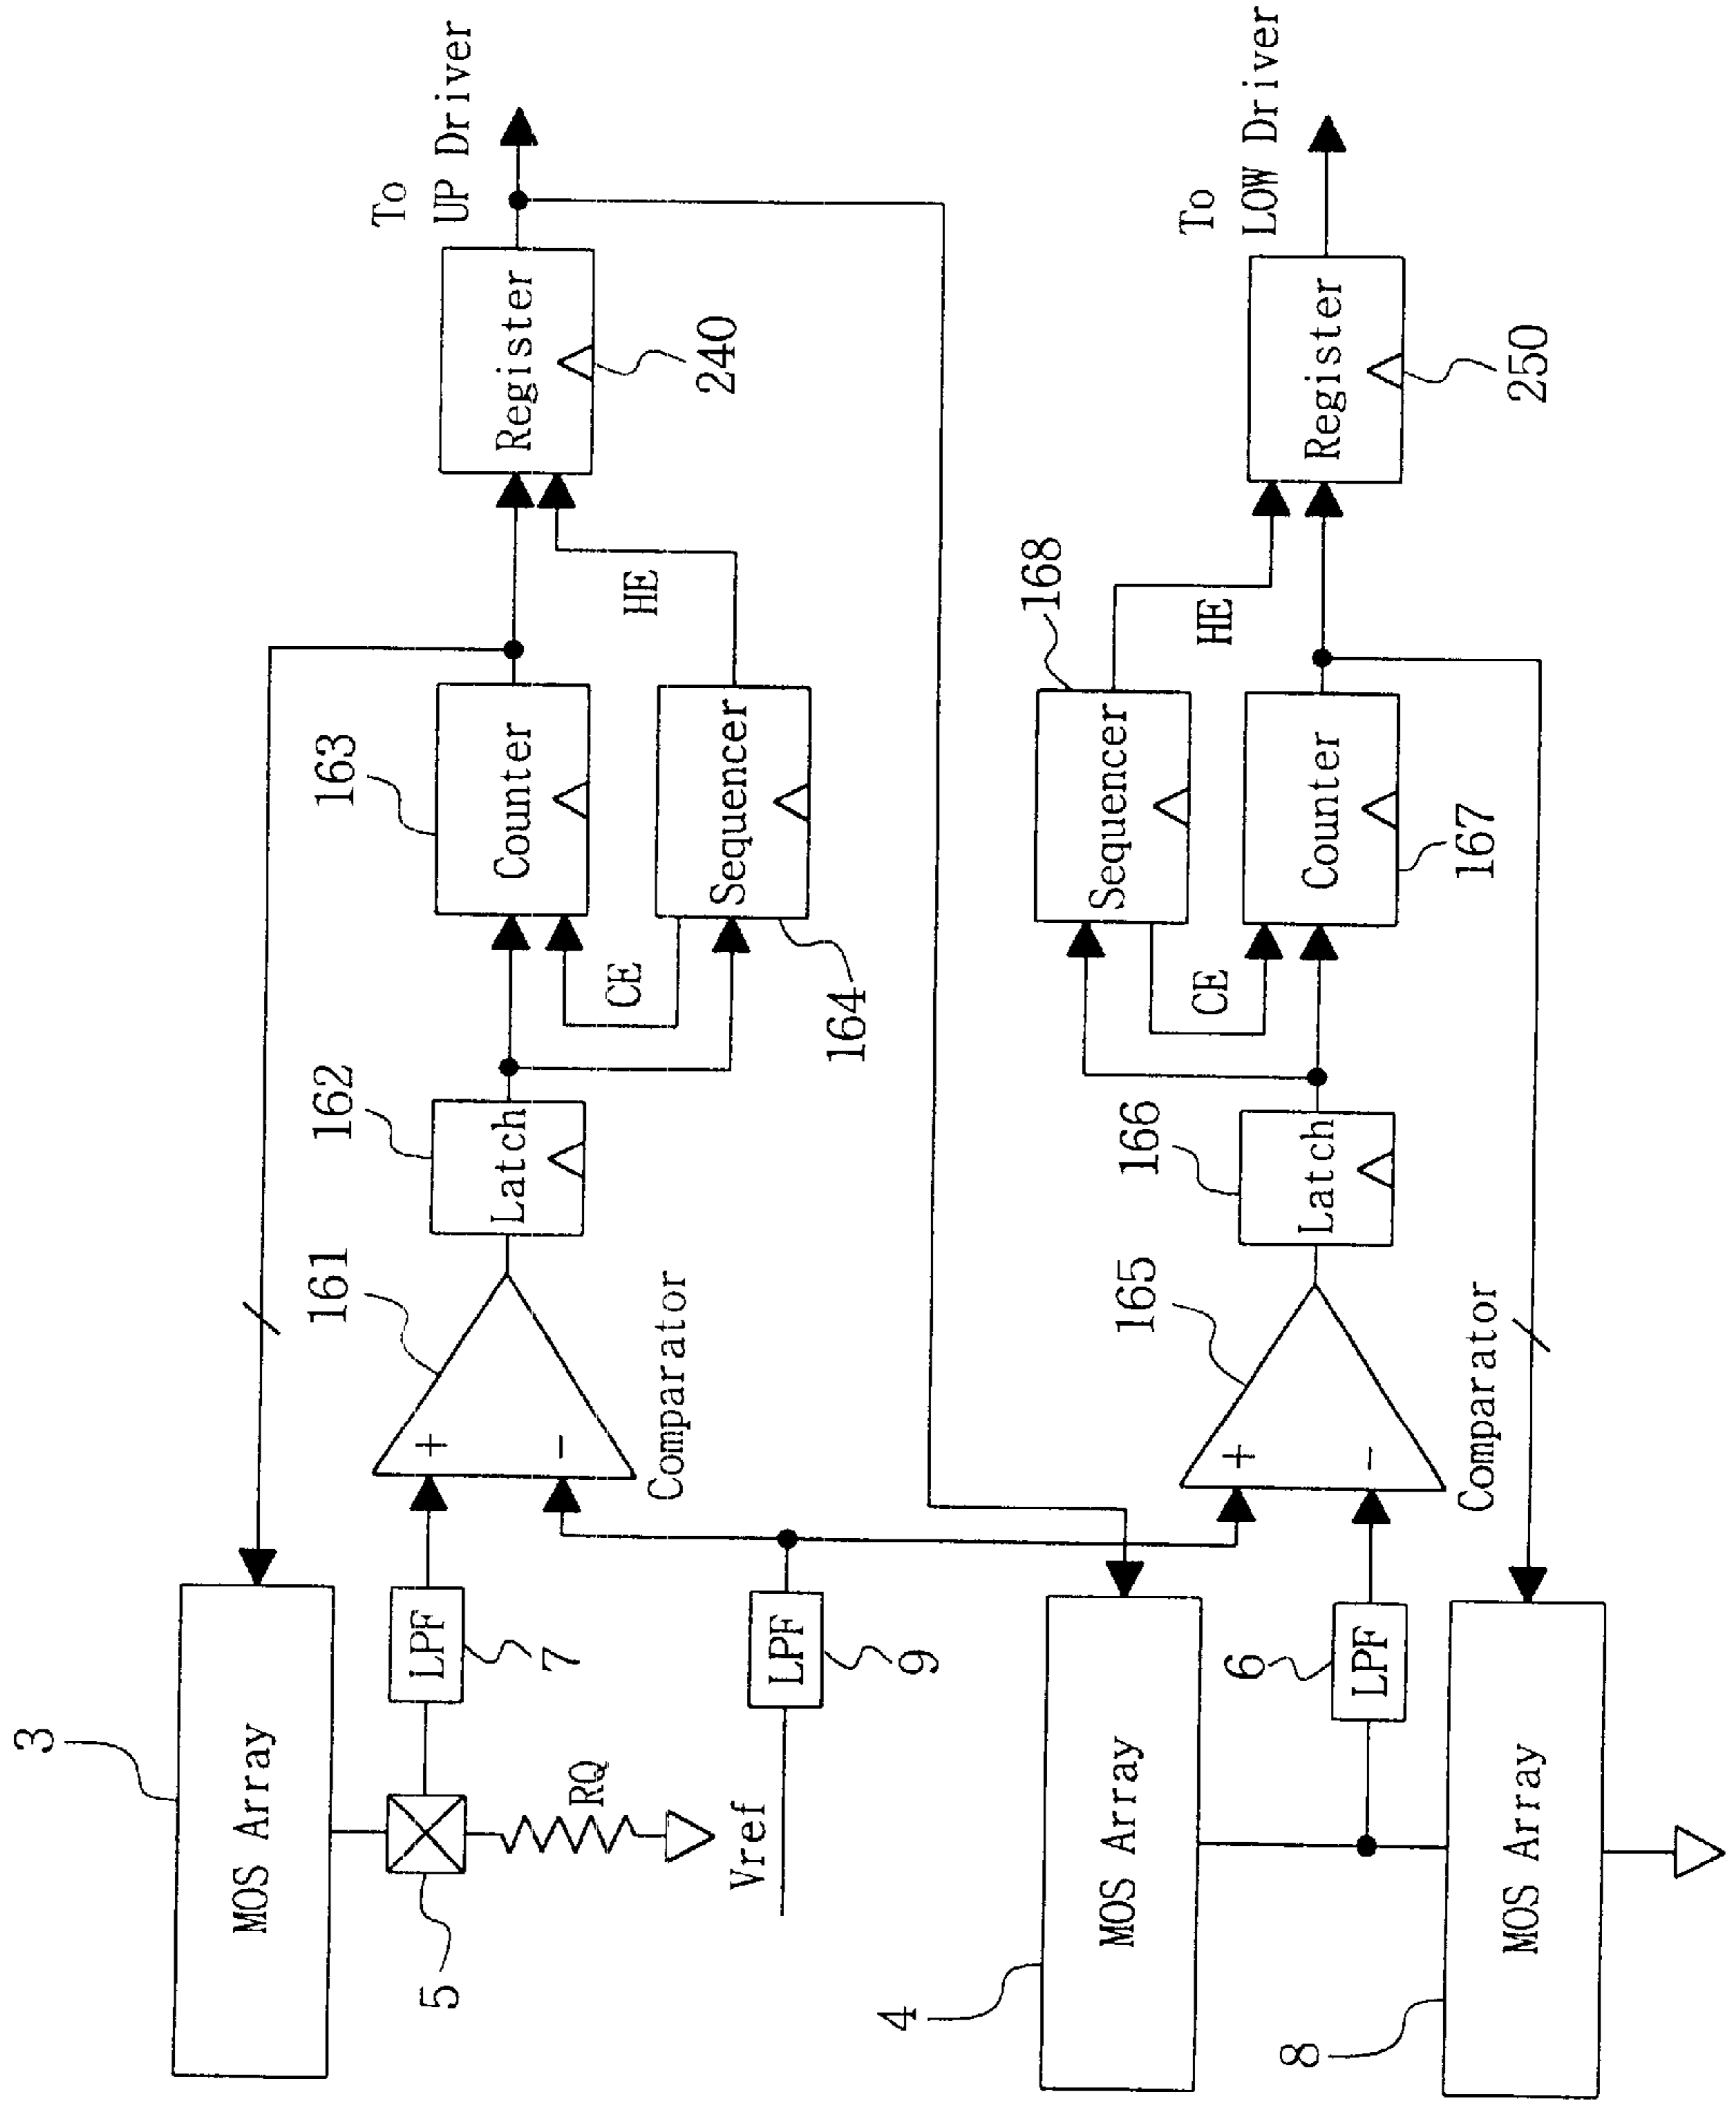 3
MOS Array
5
RQ
LPF
7
161
+
-
Comparator
162
Latch
163
Counter
CE
Sequencer
164
HE
Register
240
To
UP Driver
Vref
LPF
9
4
MOS Array
6
LPF
8
MOS Array
165
+
-
Comparator
166
Latch
168
Sequencer
CE
Counter
167
HE
Register
250
To
LOW Driver